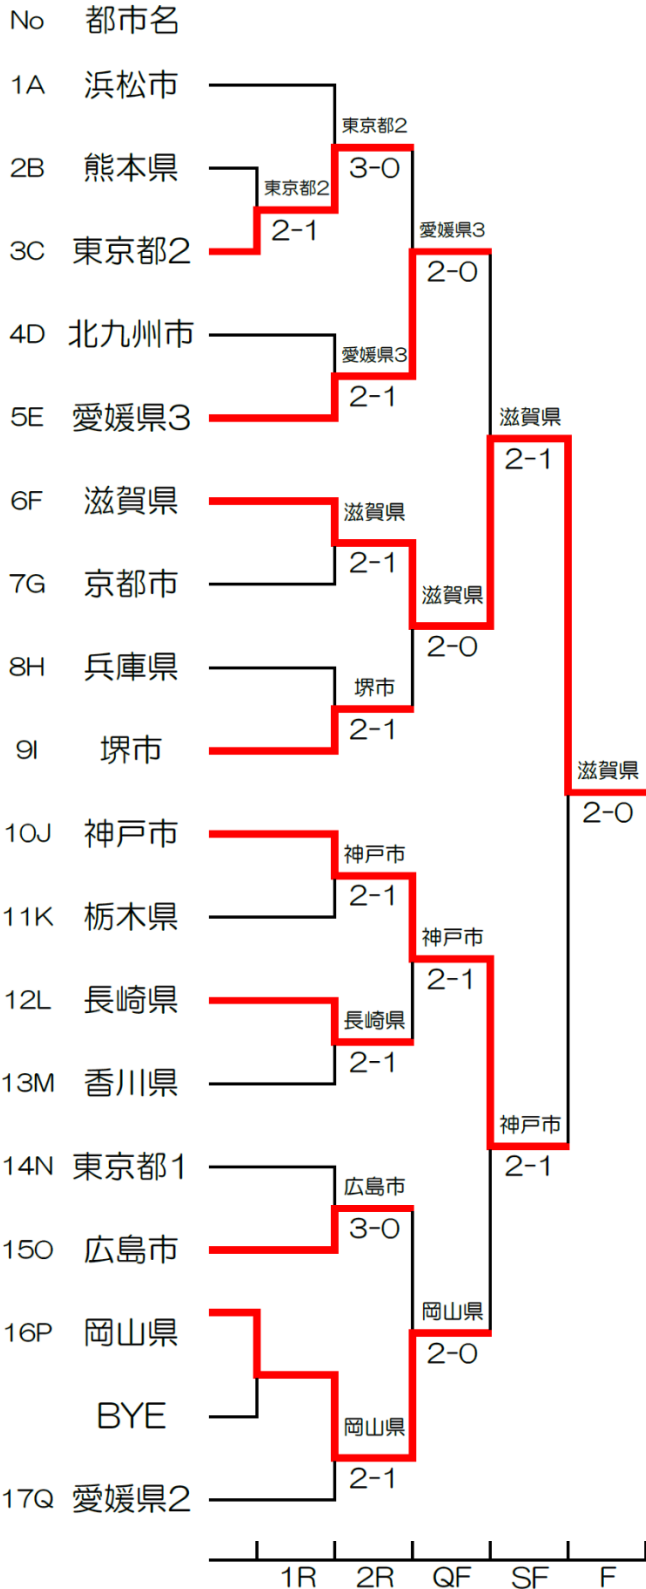 No 都市名
1A 浜松市
東京都2
2B 熊本県
3-0
東京都2
2-1
愛媛県3
3C 東京都2
2-0
4D 北九州市
愛媛県3
2-1
5E 愛媛県3
滋賀県
2-1
6F 滋賀県
滋賀県
2-1
7G 京都市
滋賀県
2-0
8H 兵庫県
堺市
2-1
9I 堺市
滋賀県
2-0
10J 神戸市
神戸市
2-1
11K 栃木県
神戸市
2-1
12L 長崎県
長崎県
2-1
13M 香川県
神戸市
2-1
14N 東京都1
広島市
3-0
15O 広島市
岡山県
16P 岡山県
2-0
BYE
岡山県
2-1
17Q 愛媛県2
1R 2R QF SF F